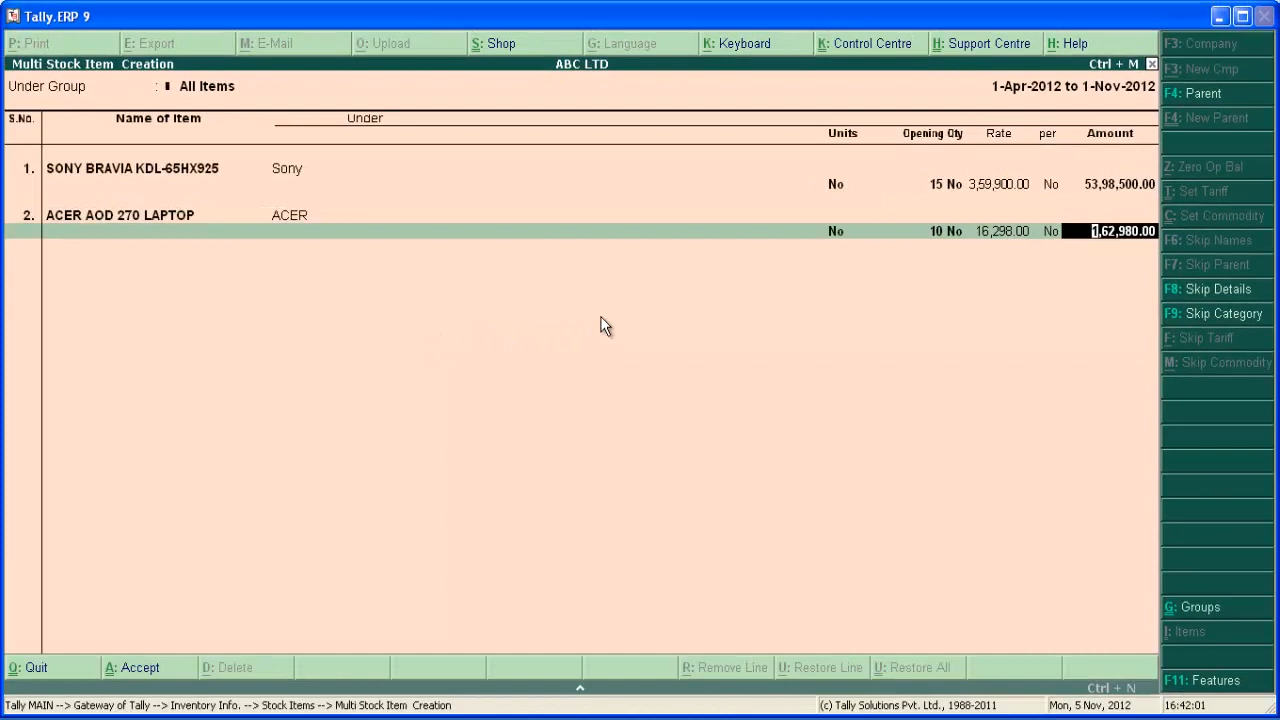 Tally.ERP 9
P: Print E: Export M: E-Mail O: Upload S: Shop G: Language K: Keyboard K: Control Centre H: Support Centre H: Help
F3: Company
Multi Stock Item Creation ABC LTD Ctrl + M
F3: New Cmp
Under Group : All Items 1-Apr-2012 to 1-Nov-2012
F4: Parent
F4: New Parent
S.No. Name of Item Under
Units Opening Qty Rate per Amount
1. SONY BRAVIA KDL-65HX925 Sony
Z: Zero Op Bal
No 15 No 3,59,900.00 No 53,98,500.00
T: Set Tariff
2. ACER AOD 270 LAPTOP ACER
C: Set Commodity
No 10 No 16,298.00 No 1,62,980.00
F6: Skip Names
F7: Skip Parent
F8: Skip Details
F9: Skip Category
F: Skip Tariff
M: Skip Commodity
G: Groups
I: Items
Q: Quit A: Accept D: Delete R: Remove Line U: Restore Line U: Restore All
F11: Features
Ctrl + N
Tally MAIN --> Gateway of Tally --> Inventory Info. --> Stock Items --> Multi Stock Item Creation (c) Tally Solutions Pvt. Ltd., 1988-2011 Mon, 5 Nov, 2012 16:42:01